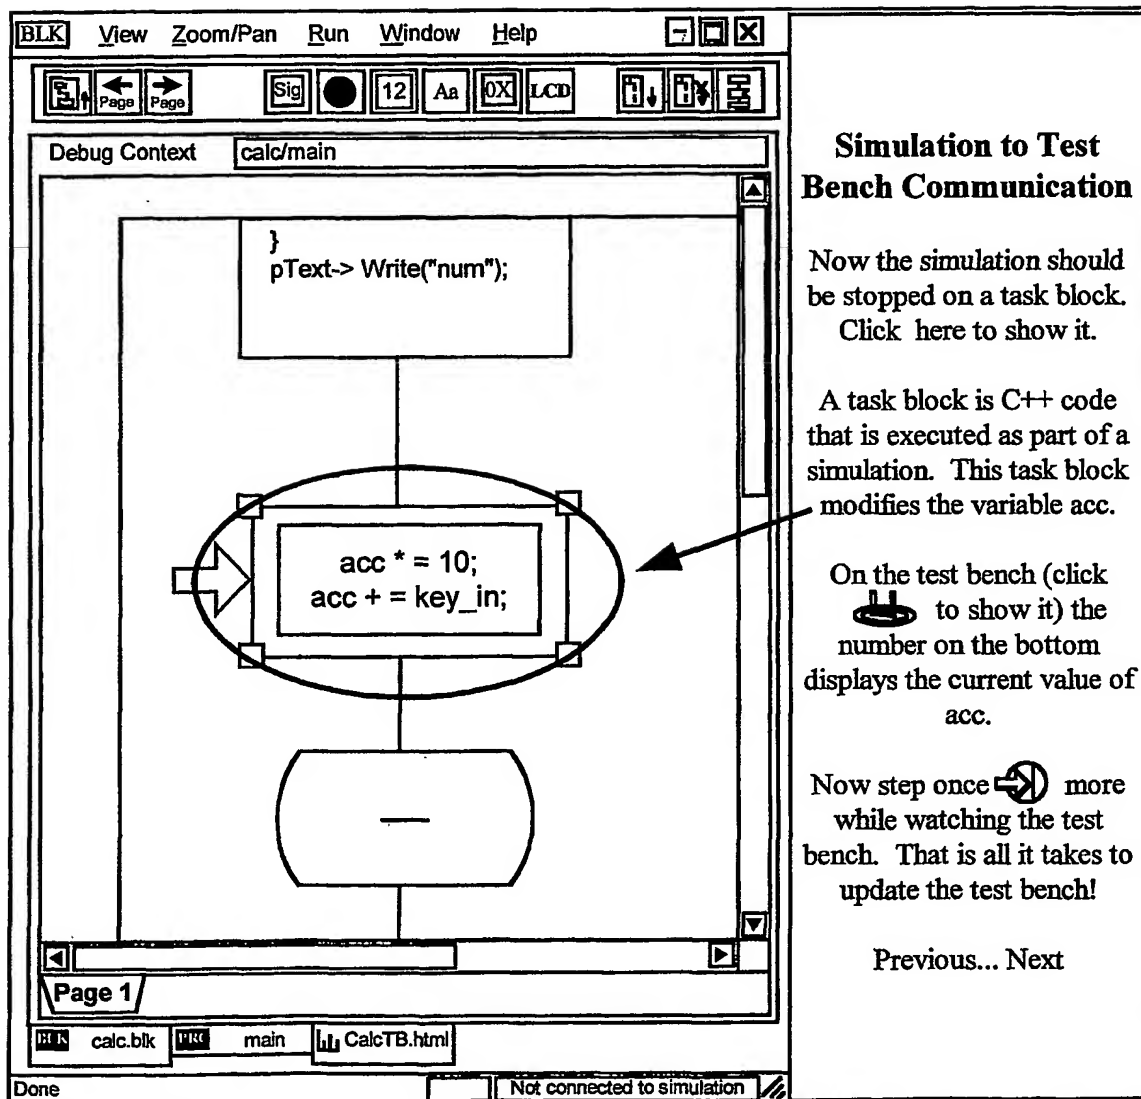 BLK View Zoom/Pan Run Window Help
Page Page Sig 12 Aa 0X LCD
Debug Context calc/main
}
pText-> Write("num");
acc * = 10;
acc + = key_in;
Page 1
BLK calc.blk PRC main CalcTB.html
Done Not connected to simulation
Simulation to Test
Bench Communication
Now the simulation should
be stopped on a task block.
Click here to show it.
A task block is C++ code
that is executed as part of a
simulation. This task block
modifies the variable acc.
On the test bench (click
to show it) the
number on the bottom
displays the current value of
acc.
Now step once more
while watching the test
bench. That is all it takes to
update the test bench!
Previous... Next